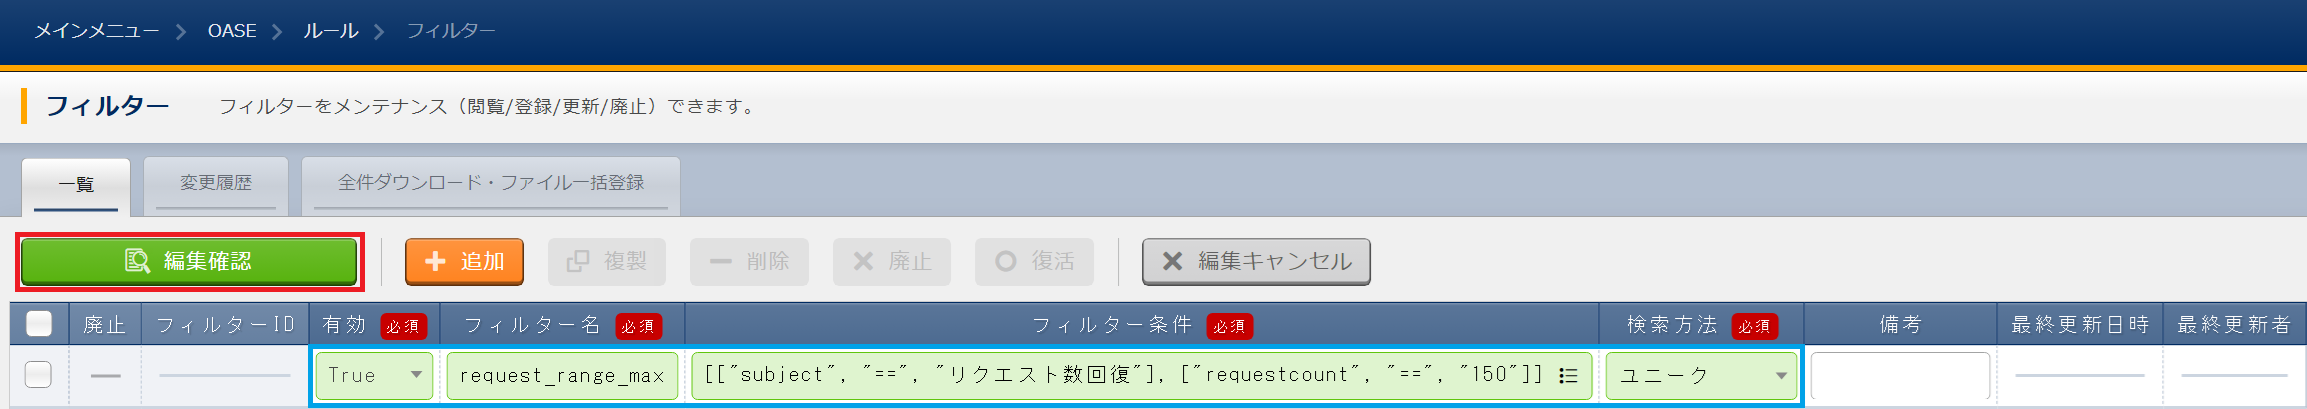 メインメニュー > OASE > ルール > フィルター
フィルター フィルターをメンテナンス（閲覧/登録/更新/廃止）できます。
一覧 変更履歴 全件ダウンロード・ファイル一括登録
編集確認 追加 複製 削除 廃止 復活 編集キャンセル
廃止 フィルターID 有効 必須 フィルター名 必須 フィルター条件 必須 検索方法 必須 備考 最終更新日時 最終更新者
True request_range_max [["subject", "==", "リクエスト数回復"], ["requestcount", "==", "150"]] ユニーク